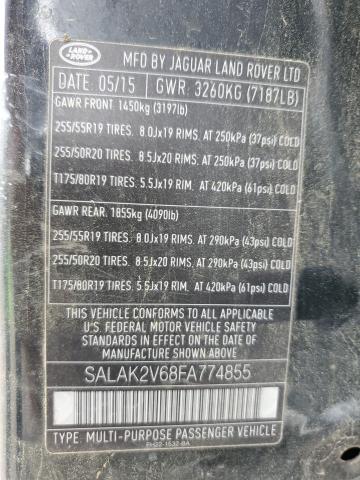 LAND
ROVER
MFD BY JAGUAR LAND ROVER LTD
DATE: 05/15 GWR: 3260KG (7187LB)
GAWR FRONT: 1450kg (3197lb)
255/55R19 TIRES. 8.0Jx19 RIMS. AT 250kPa (37psi) COLD
255/50R20 TIRES. 8.5Jx20 RIMS. AT 250kPa (37psi) COLD
T175/80R19 TIRES. 5.5Jx19 RIM. AT 420kPa (61psi) COLD
GAWR REAR: 1855kg (4090lb)
255/55R19 TIRES. 8.0Jx19 RIMS. AT 290kPa (43psi) COLD
255/50R20 TIRES. 8.5Jx20 RIMS. AT 290kPa (43psi) COLD
T175/80R19 TIRES. 5.5Jx19 RIM. AT 420kPa (61psi) COLD
THIS VEHICLE CONFORMS TO ALL APPLICABLE
U.S. FEDERAL MOTOR VEHICLE SAFETY
STANDARDS IN EFFECT ON THE DATE OF
MANUFACTURE SHOWN ABOVE
SALAK2V68FA774855
TYPE: MULTI-PURPOSE PASSENGER VEHICLE
EH22-1532-BA